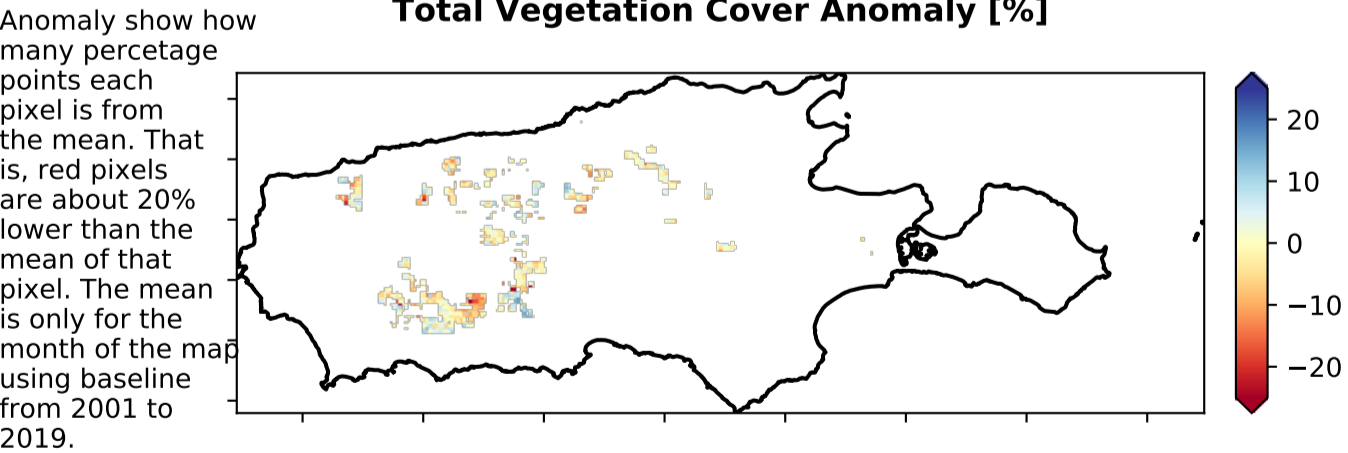 Total Vegetation Cover Anomaly [%]
Anomaly show how
many percetage
points each
pixel is from
the mean. That
is, red pixels
are about 20%
lower than the
mean of that
pixel. The mean
is only for the
month of the map
using baseline
from 2001 to
2019.
20
10
0
−10
−20